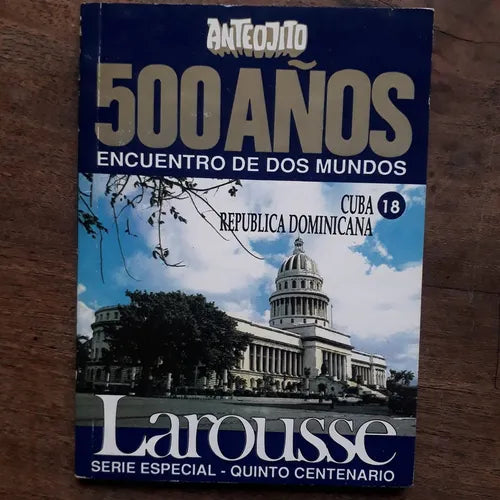 ANTEOJITO
500 AÑOS
ENCUENTRO DE DOS MUNDOS
CUBA 18
REPUBLICA DOMINICANA
Larousse
SERIE ESPECIAL - QUINTO CENTENARIO